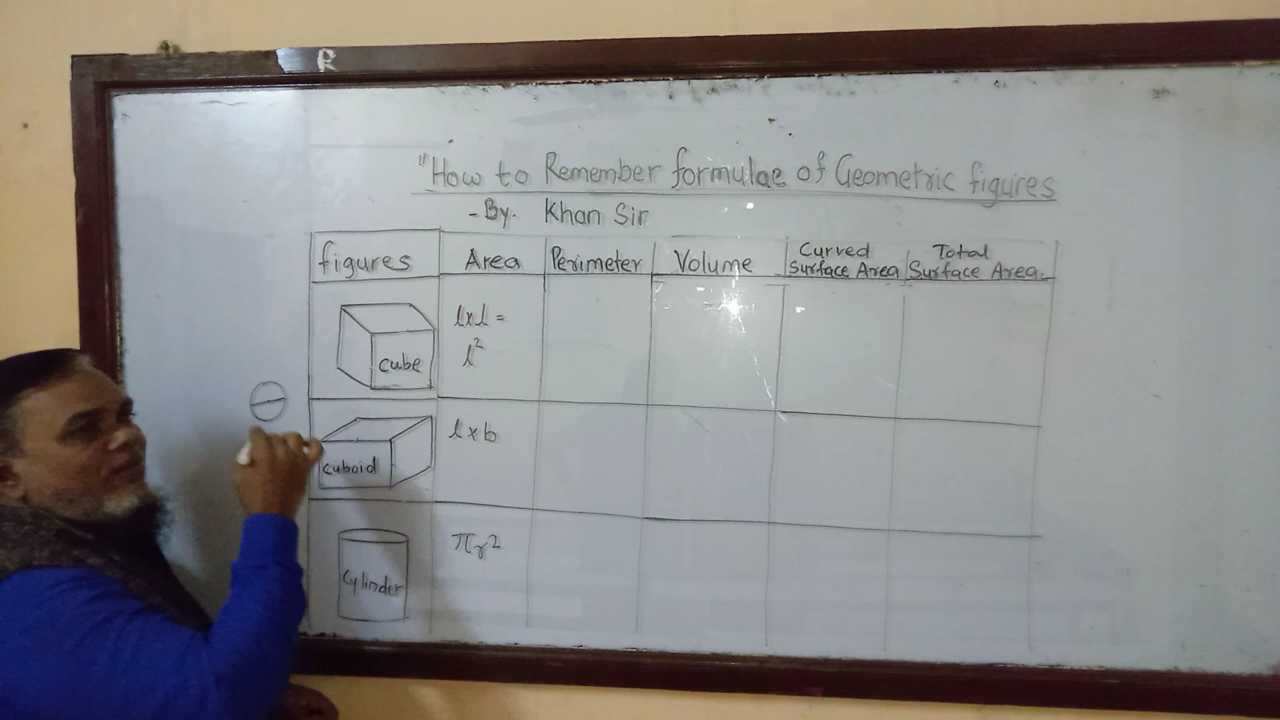 R
"How to Remember formulae of Geometric figures
- By. Khan Sir
figures Area Perimeter Volume Curved Surface Area Total Surface Area.
cube l x l =
l²
cuboid l x b
cylinder πr²